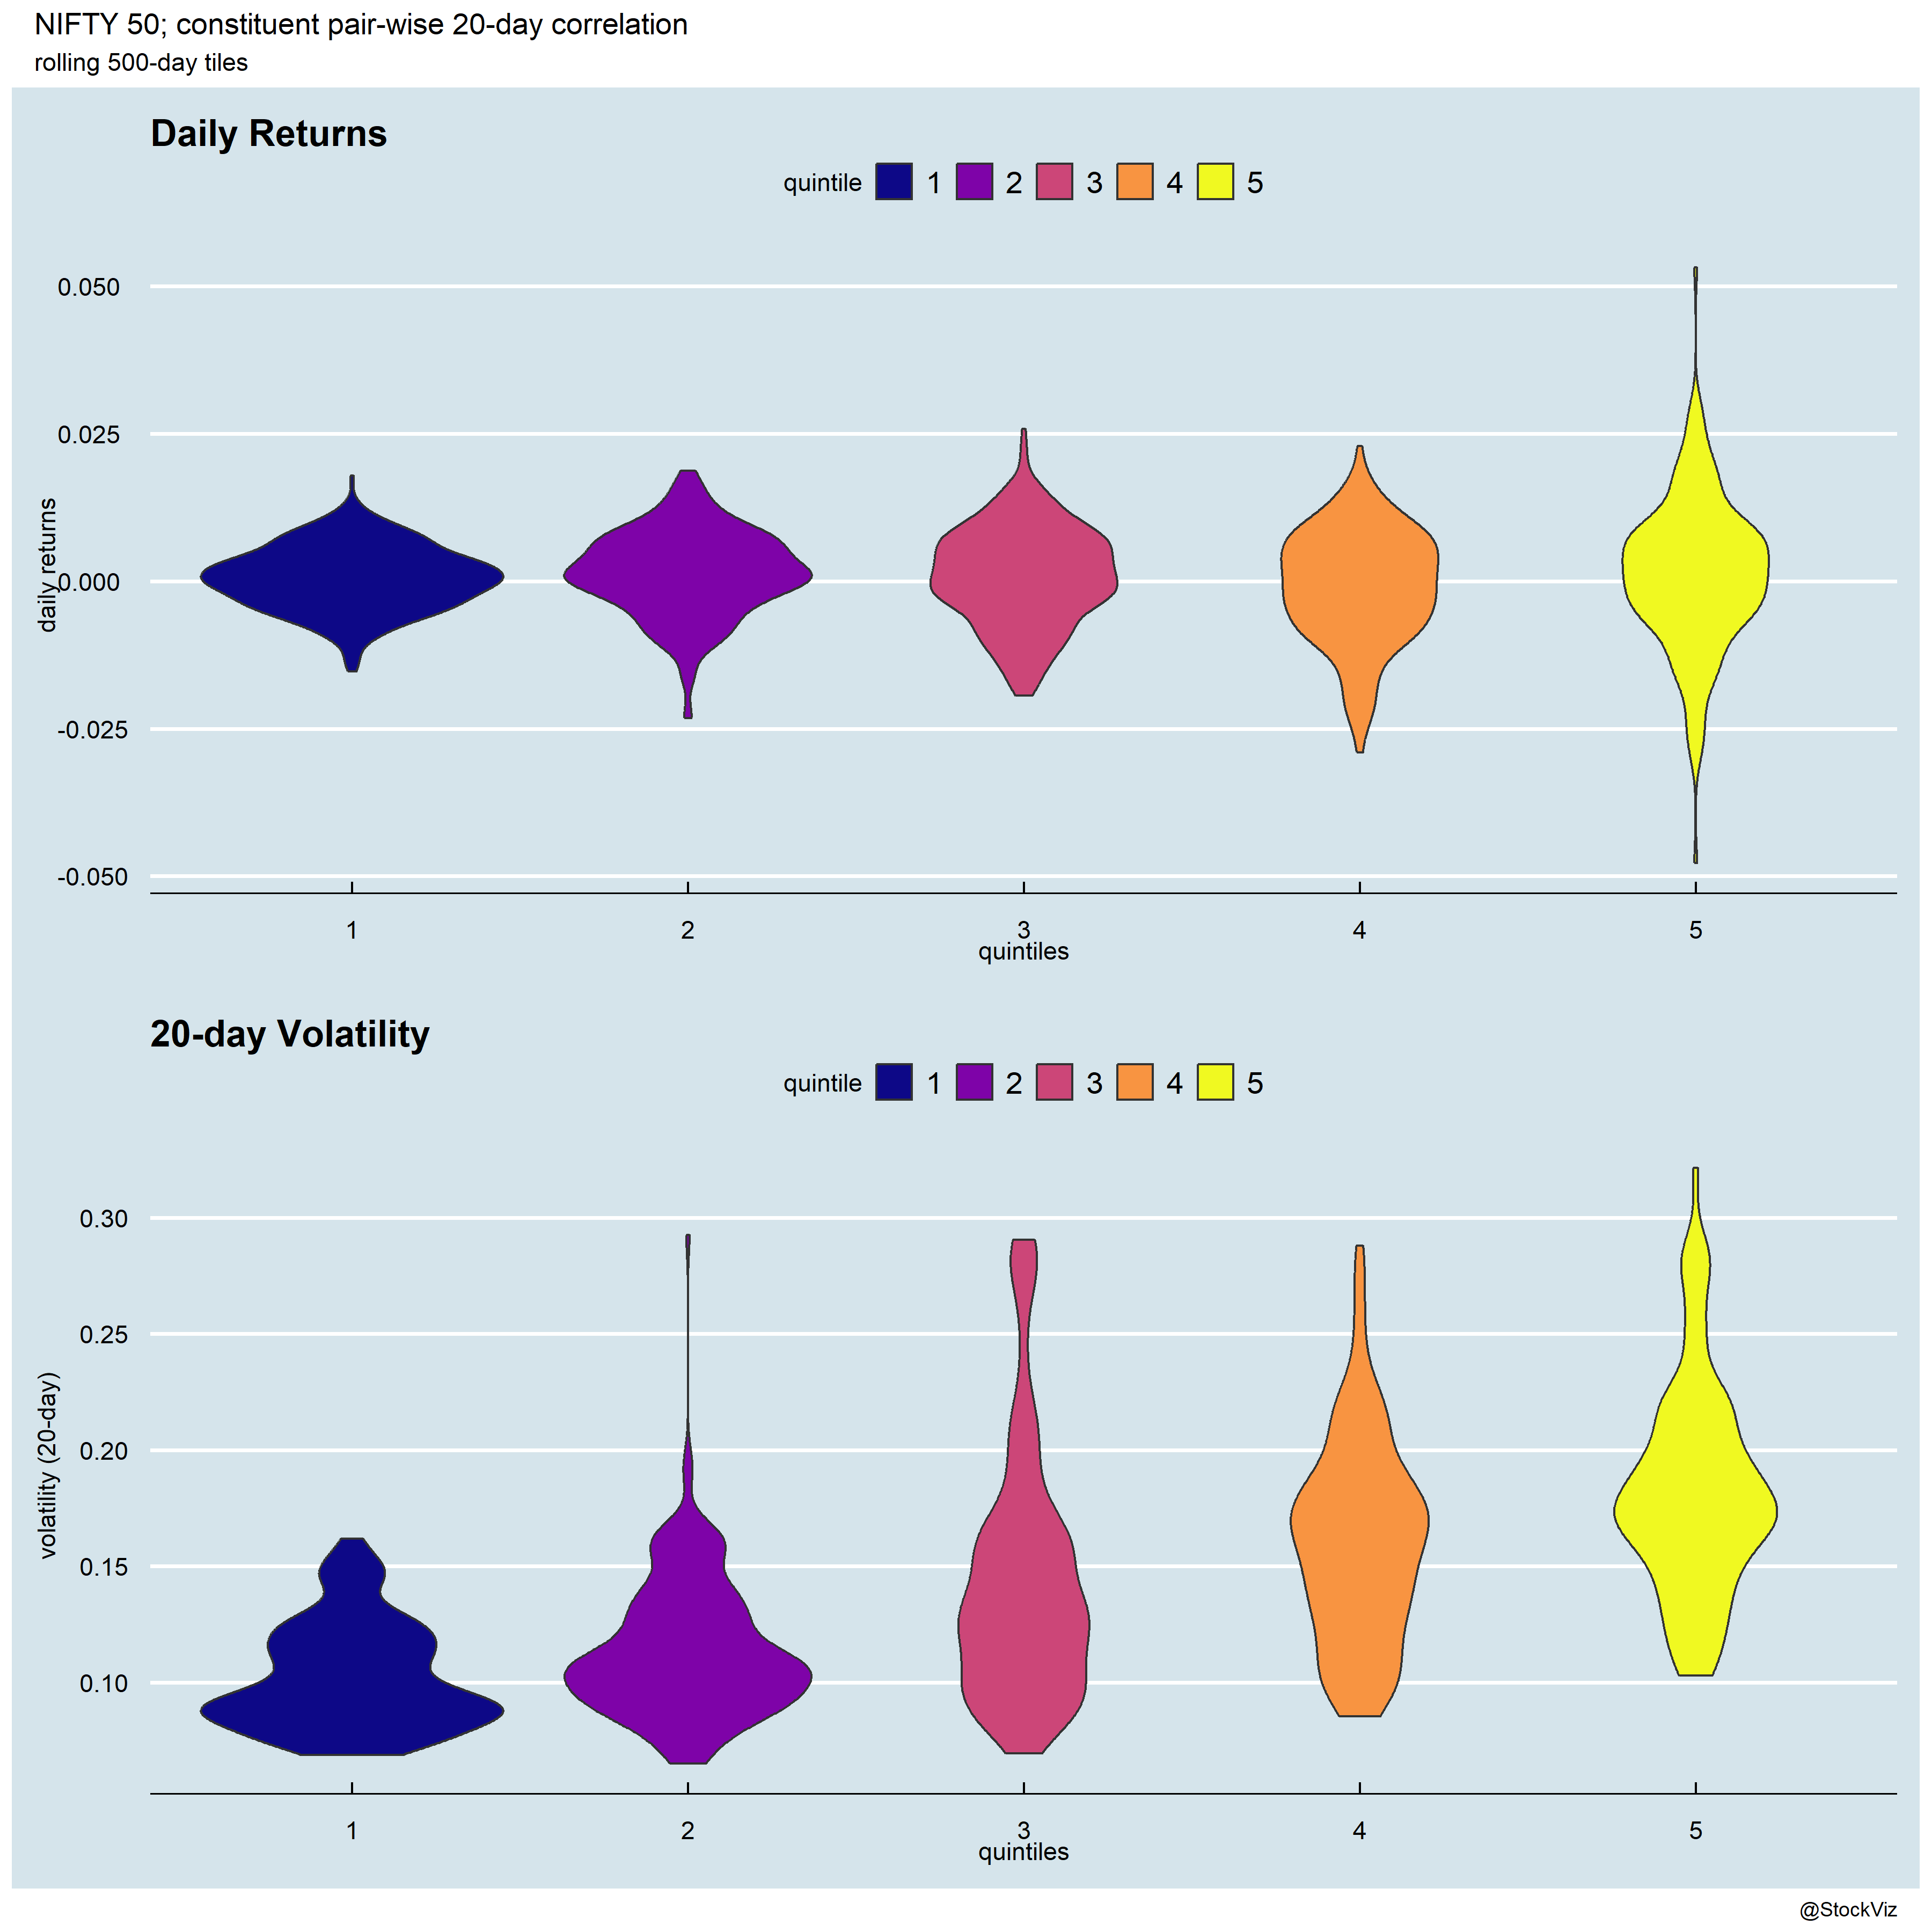 NIFTY 50; constituent pair-wise 20-day correlation
rolling 500-day tiles
Daily Returns
quintile 1 2 3 4 5
daily returns
0.050
0.025
0.000
-0.025
-0.050
1 2 3 4 5
quintiles
20-day Volatility
quintile 1 2 3 4 5
volatility (20-day)
0.30
0.25
0.20
0.15
0.10
1 2 3 4 5
quintiles
@StockViz